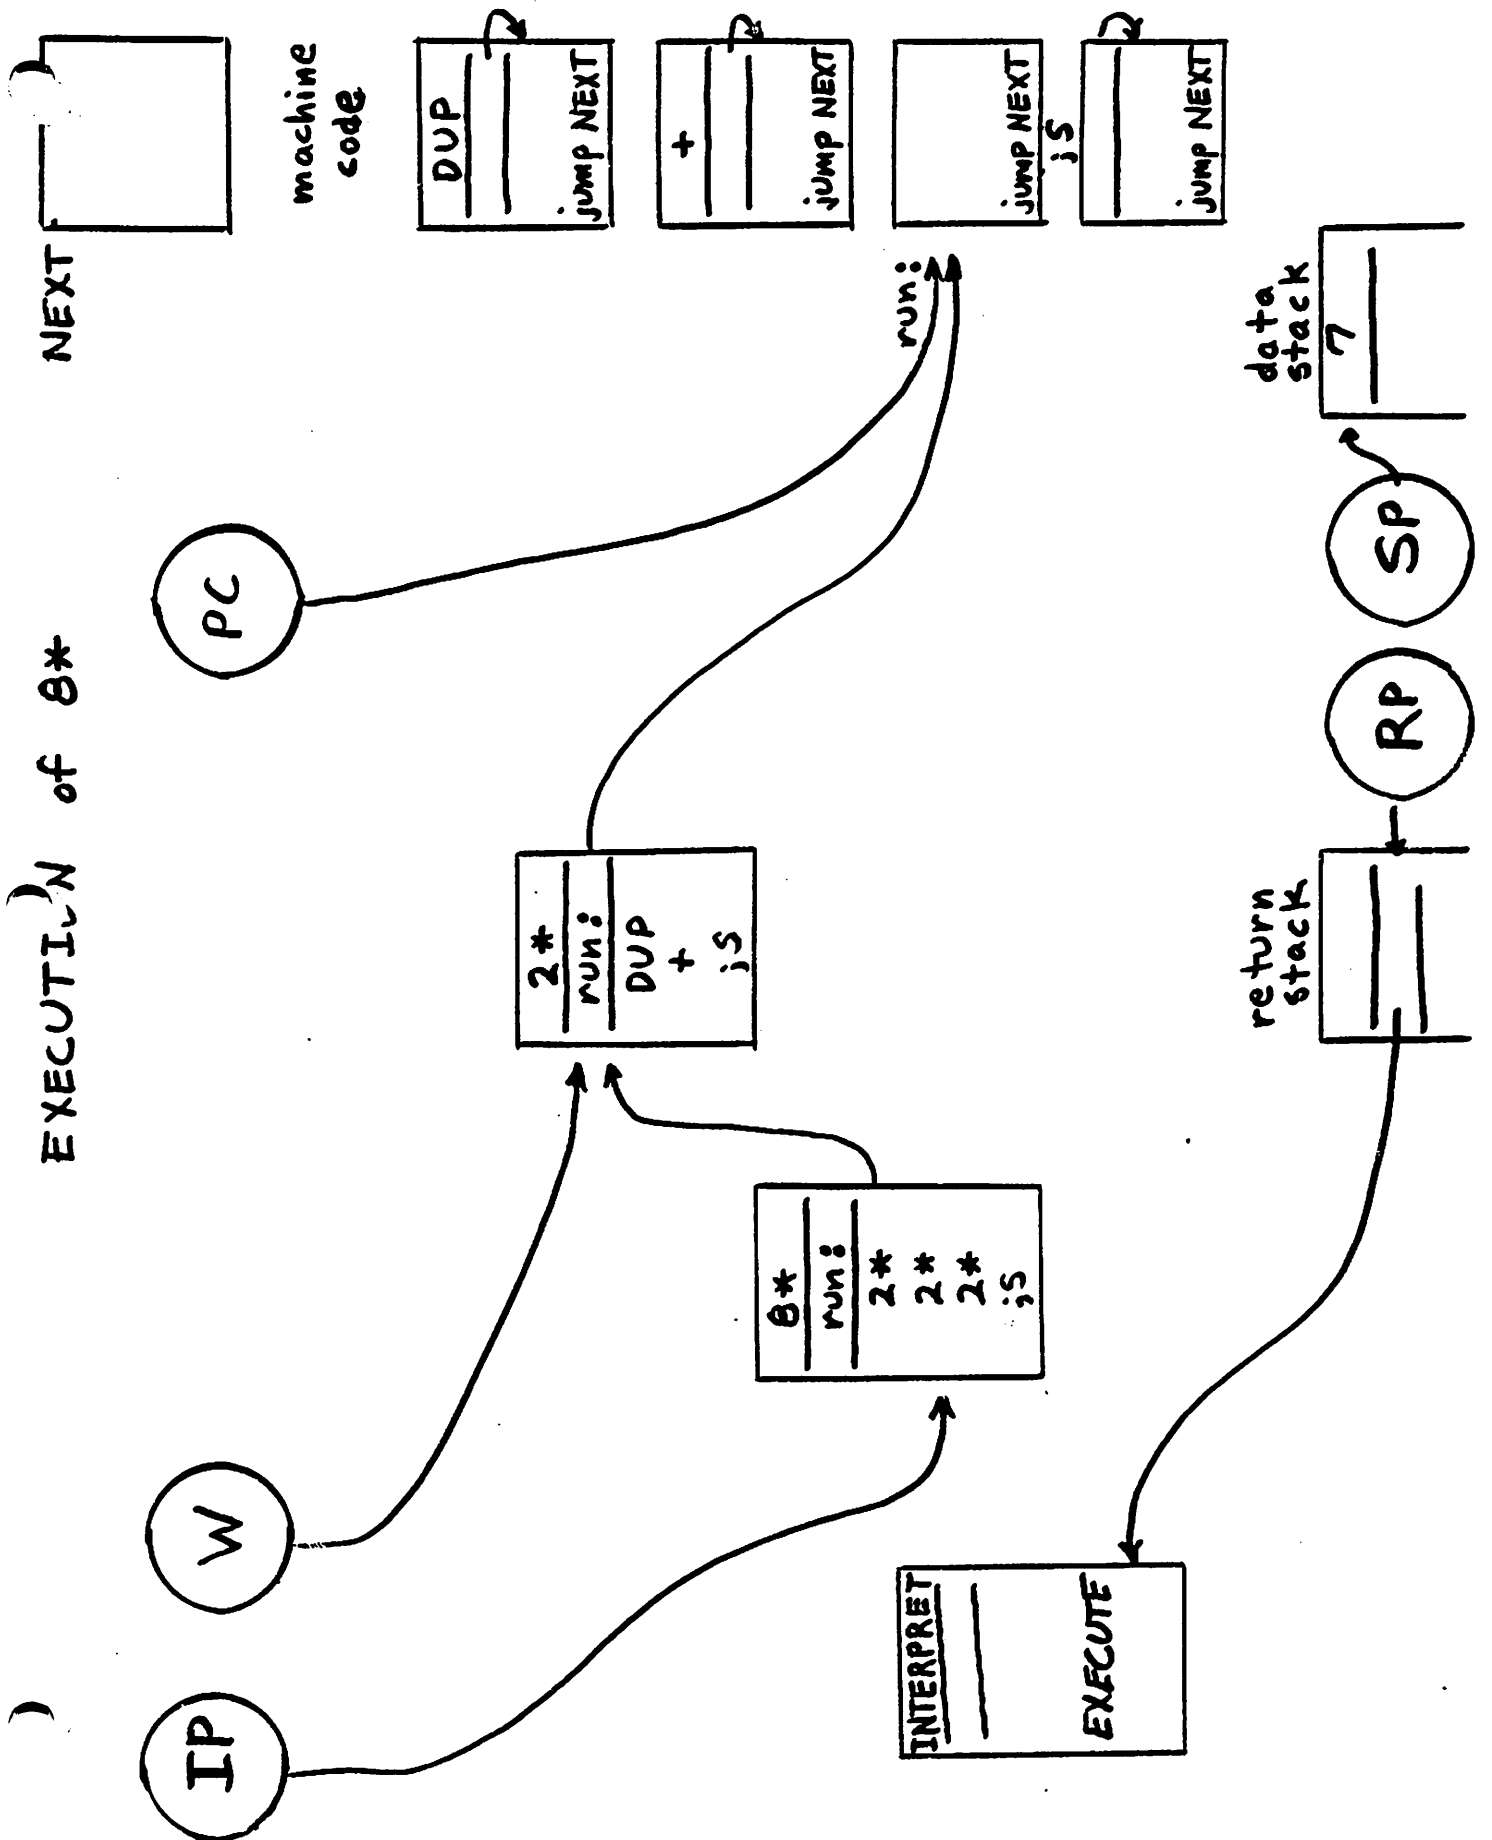 EXECUTION of 8*
IP
W
PC
NEXT
machine
code
DUP
jump NEXT
+
jump NEXT
run:
jump NEXT
;S
jump NEXT
2*
run:
DUP
+
;S
8*
run:
2*
2*
2*
;S
INTERPRET
EXECUTE
return
stack
RP
SP
data
stack
7